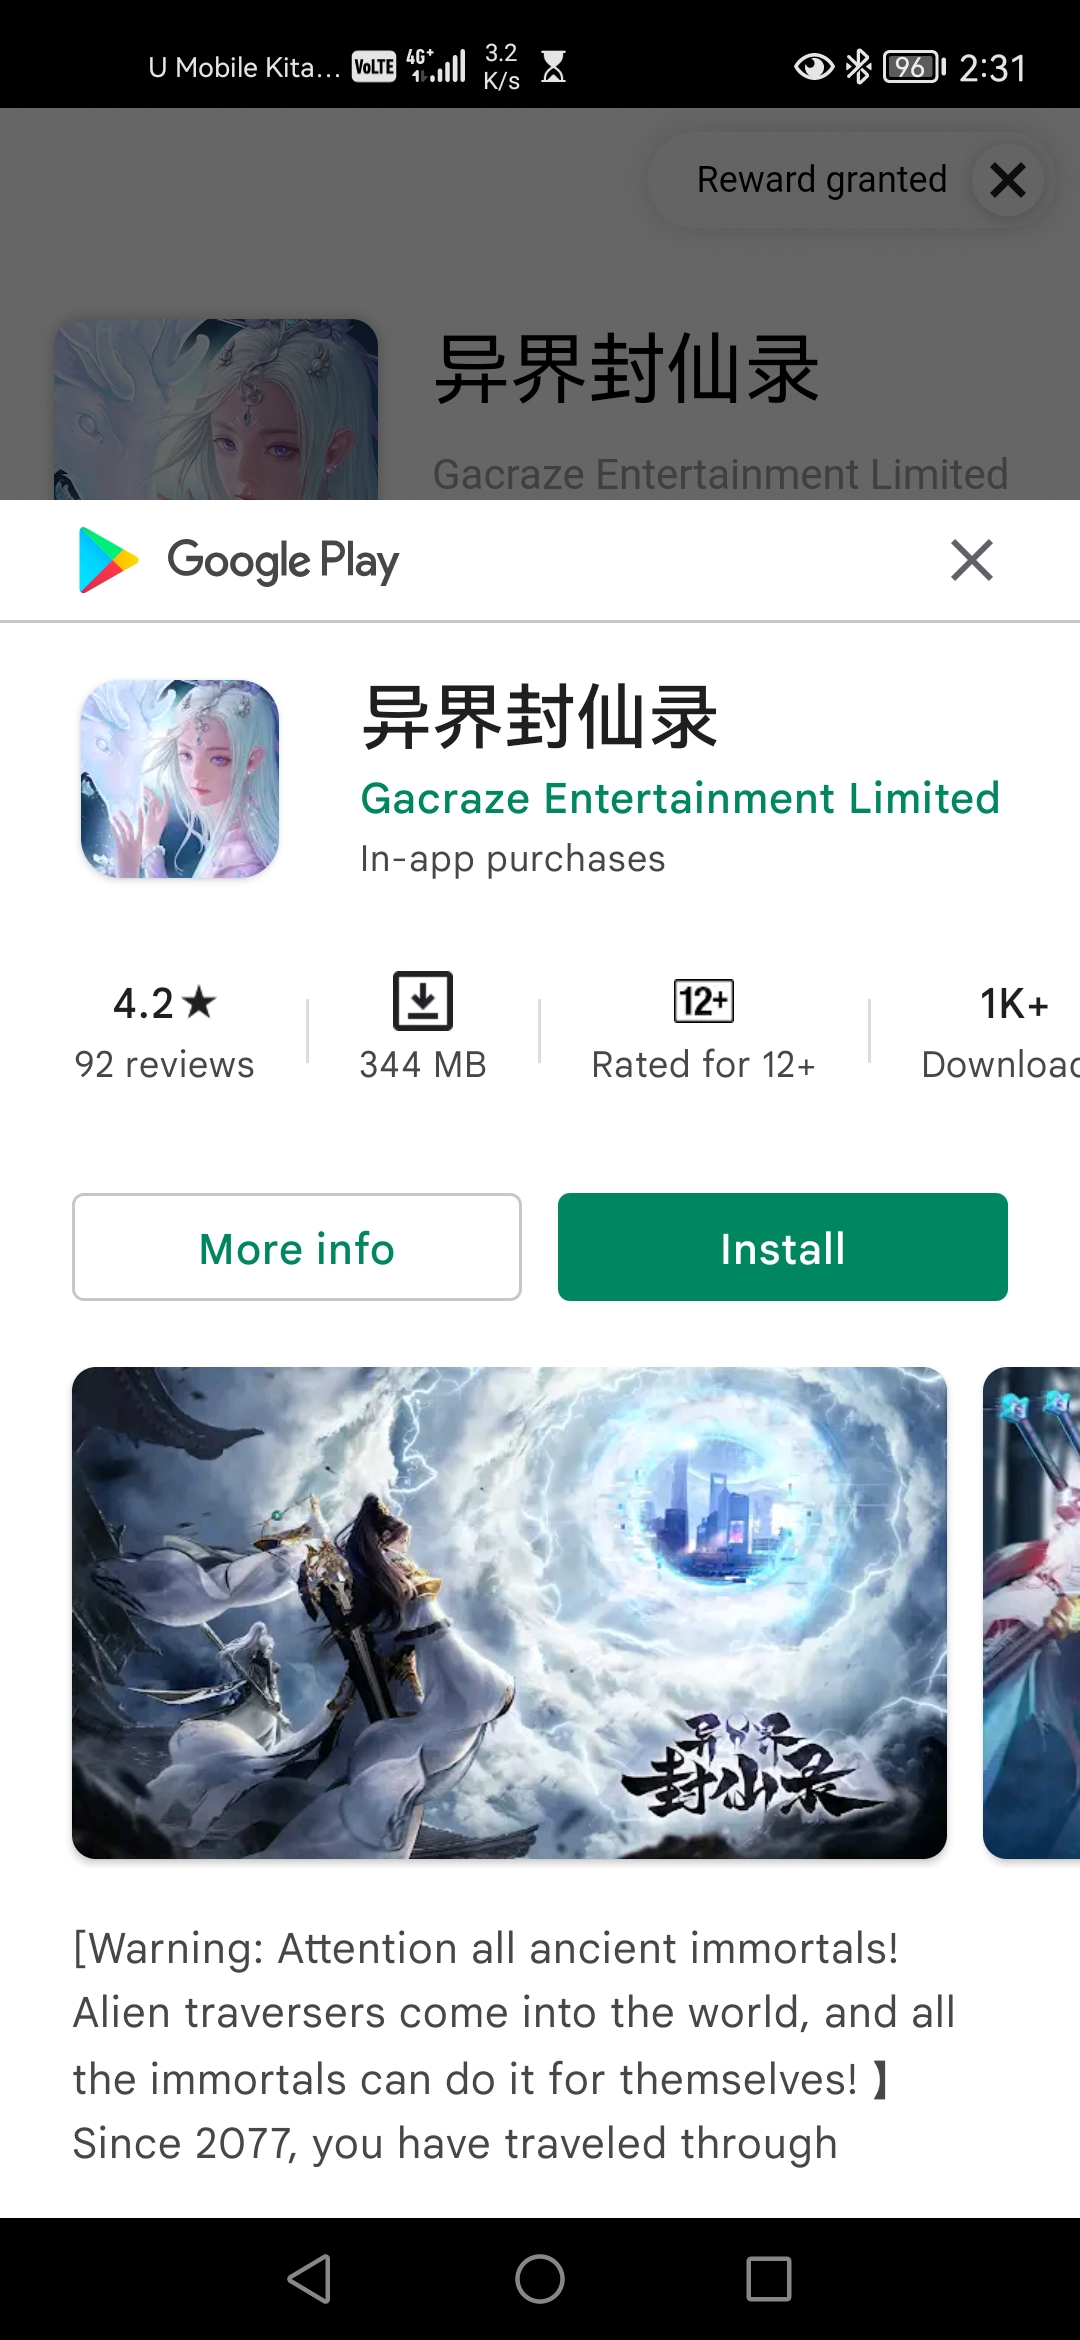 U Mobile Kita... VoLTE 4G+ 3.2 K/s 96 2:31
Reward granted
异界封仙录
Gacraze Entertainment Limited
Google Play
异界封仙录
Gacraze Entertainment Limited
In-app purchases
4.2★ 12+ 1K+
92 reviews 344 MB Rated for 12+ Downloac
More info Install
异界
封仙录
[Warning: Attention all ancient immortals!
Alien traversers come into the world, and all
the immortals can do it for themselves! 】
Since 2077, you have traveled through